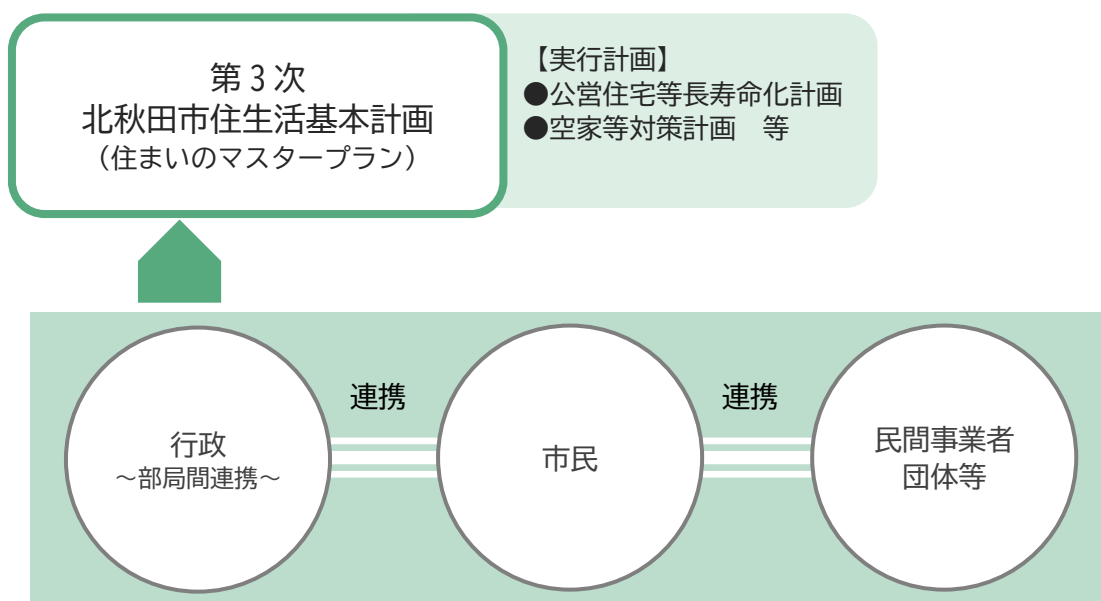 第３次
北秋田市住生活基本計画
（住まいのマスタープラン）
【実行計画】
●公営住宅等長寿命化計画
●空家等対策計画　等
連携
連携
行政
～部局間連携～
市民
民間事業者
団体等